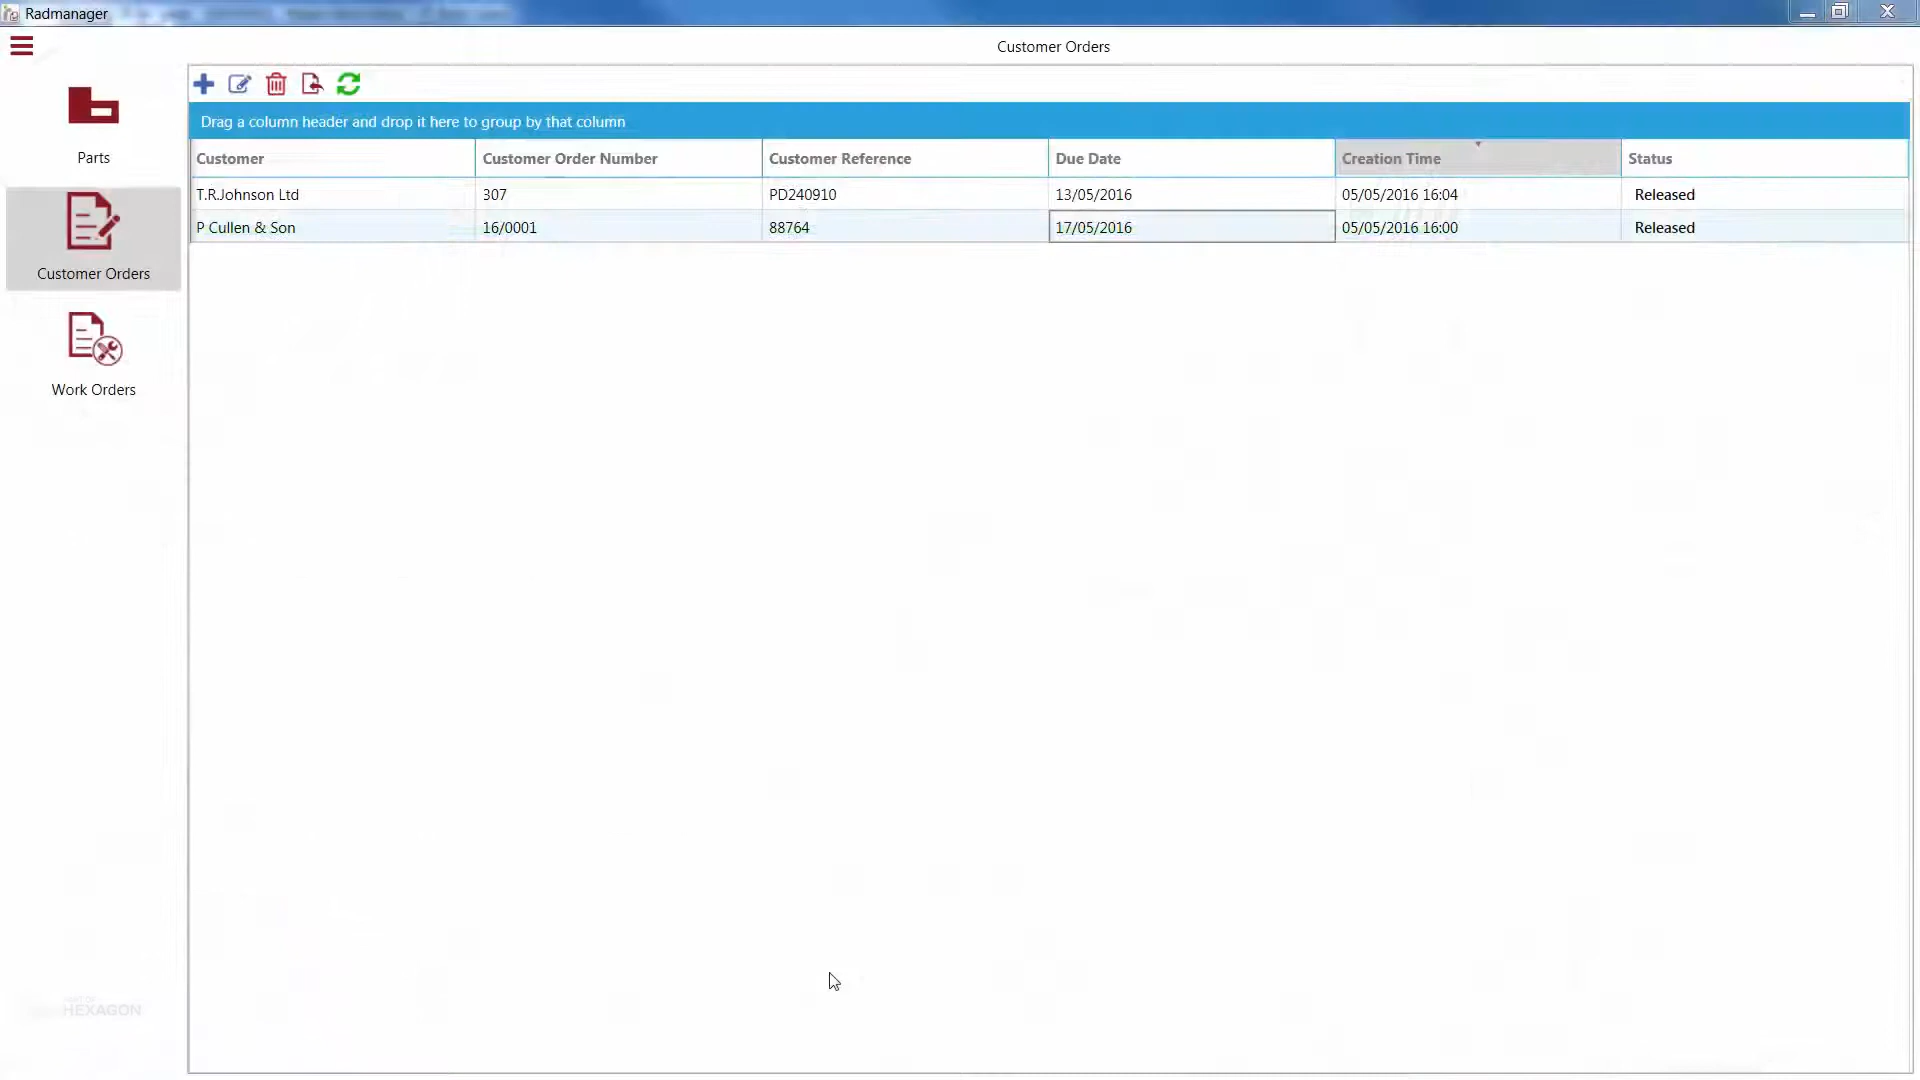 Radmanager
Customer Orders
Parts
Customer Orders
Work Orders
Drag a column header and drop it here to group by that column
Customer Customer Order Number Customer Reference Due Date Creation Time Status
T.R.Johnson Ltd 307 PD240910 13/05/2016 05/05/2016 16:04 Released
P Cullen & Son 16/0001 88764 17/05/2016 05/05/2016 16:00 Released
HEXAGON